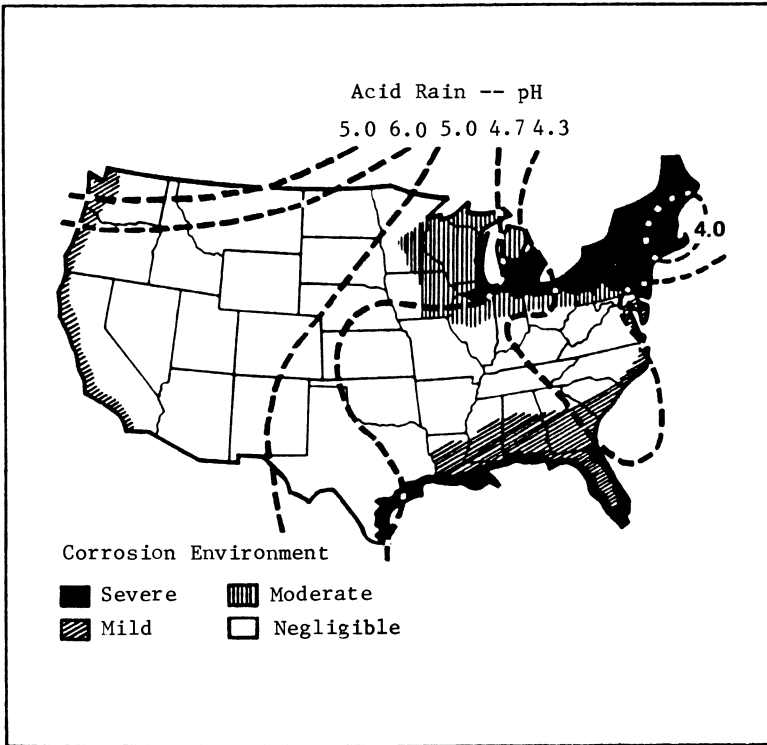 Acid Rain -- pH
5.0 6.0 5.0 4.7 4.3
4.0
Corrosion Environment
Severe
Moderate
Mild
Negligible